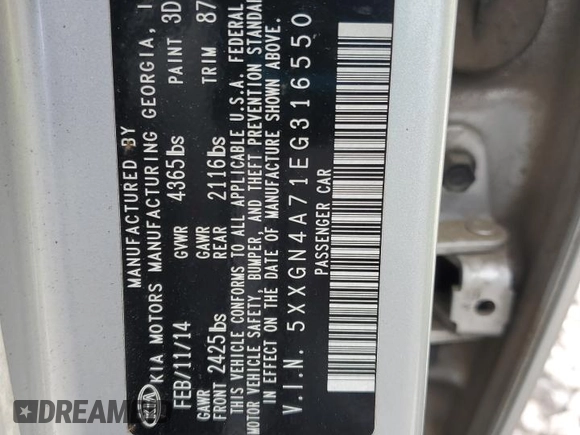 KIA
MANUFACTURED BY
KIA MOTORS MANUFACTURING GEORGIA, I
FEB/11/14 GVWR 4365lbs PAINT 3D
GAWR FRONT 2425lbs GAWR REAR 2116lbs TRIM 87
THIS VEHICLE CONFORMS TO ALL APPLICABLE U.S.A. FEDERAL
MOTOR VEHICLE SAFETY, BUMPER, AND THEFT PREVENTION STANDAR
IN EFFECT ON THE DATE OF MANUFACTURE SHOWN ABOVE.
V.I.N. 5XXGN4A71EG316550
PASSENGER CAR
DREAM